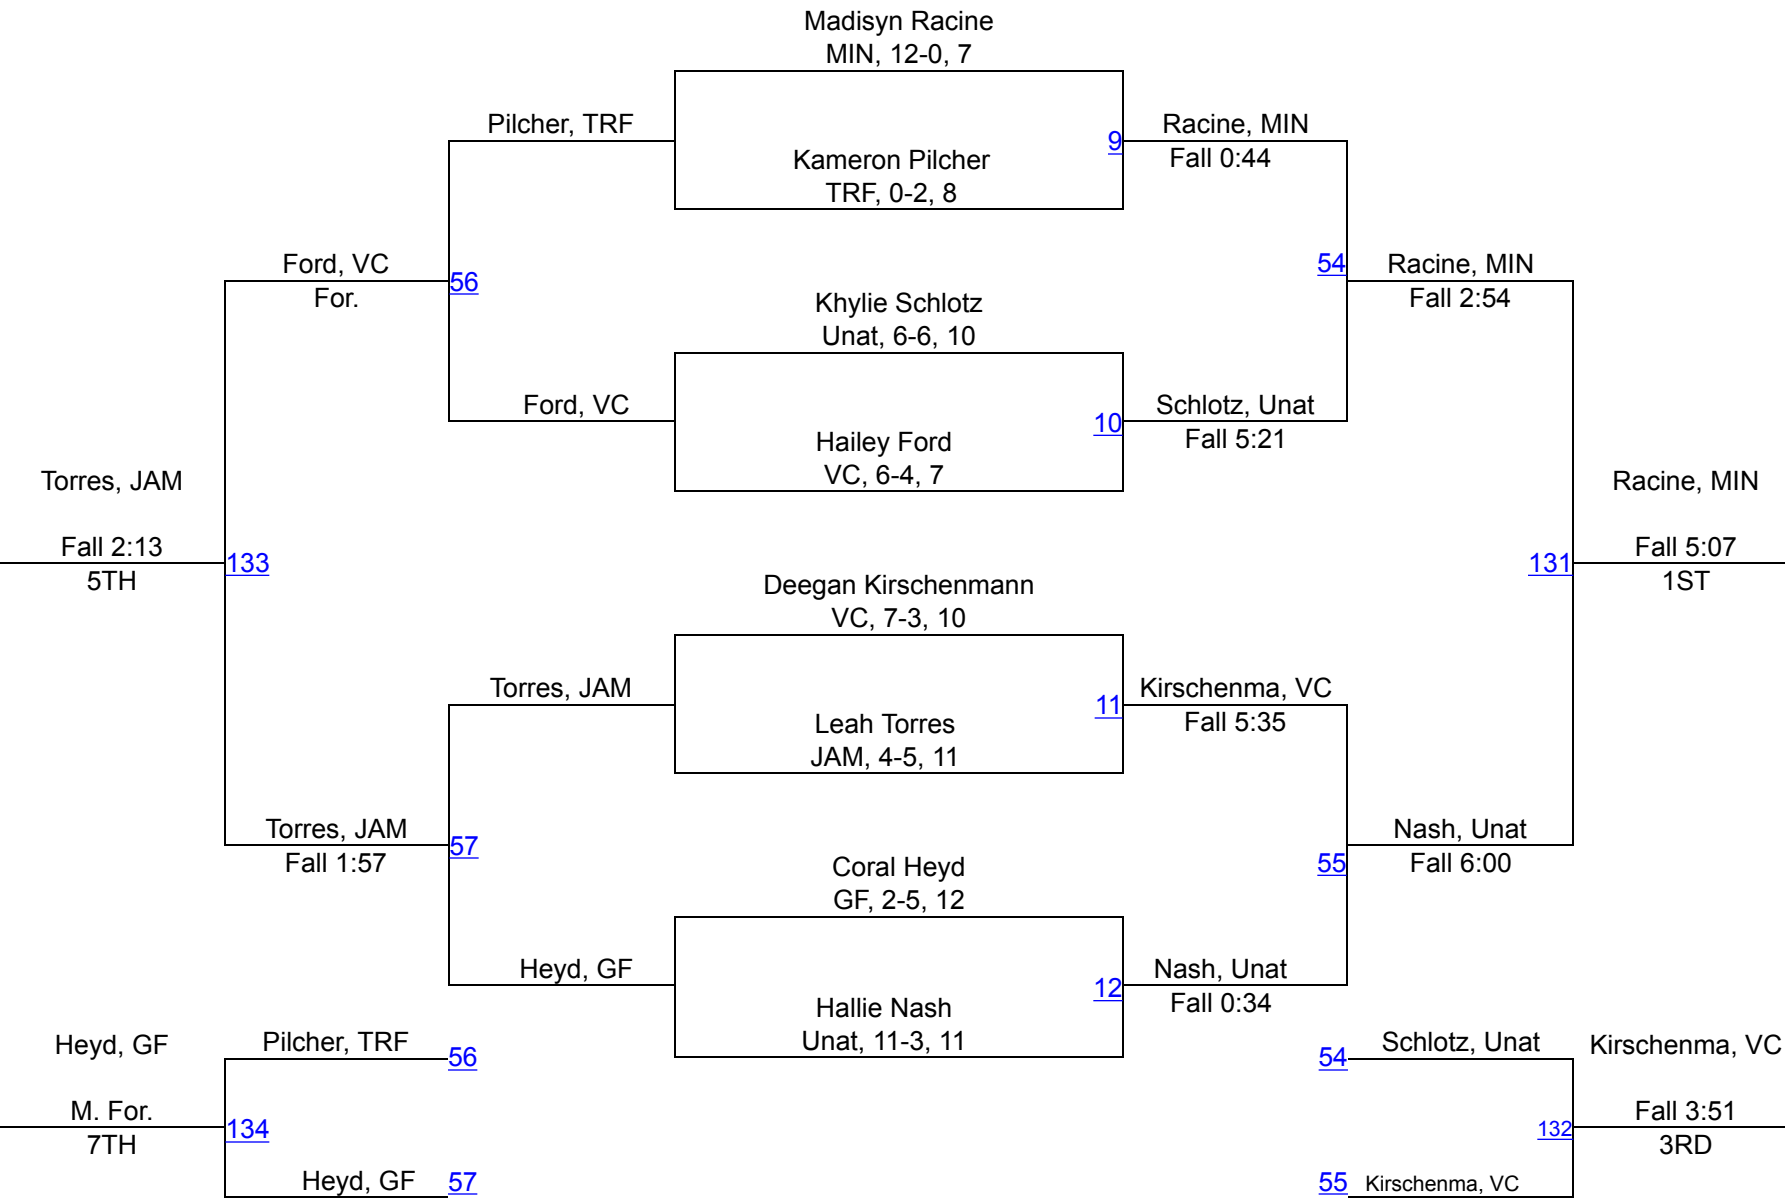 Madisyn Racine
MIN, 12-0, 7
Pilcher, TRF
9
Racine, MIN
Fall 0:44
Kameron Pilcher
TRF, 0-2, 8
Ford, VC
For.
56
54
Racine, MIN
Fall 2:54
Khylie Schlotz
Unat, 6-6, 10
Ford, VC
10
Schlotz, Unat
Fall 5:21
Hailey Ford
VC, 6-4, 7
Torres, JAM
Fall 2:13
5TH
133
131
Racine, MIN
Fall 5:07
1ST
Deegan Kirschenmann
VC, 7-3, 10
Torres, JAM
11
Kirschenma, VC
Fall 5:35
Leah Torres
JAM, 4-5, 11
Torres, JAM
Fall 1:57
57
55
Nash, Unat
Fall 6:00
Coral Heyd
GF, 2-5, 12
Heyd, GF
12
Nash, Unat
Fall 0:34
Hallie Nash
Unat, 11-3, 11
Heyd, GF
M. For.
7TH
Pilcher, TRF
56
134
Heyd, GF
57
54
Schlotz, Unat
132
55
Kirschenma, VC
Kirschenma, VC
Fall 3:51
3RD